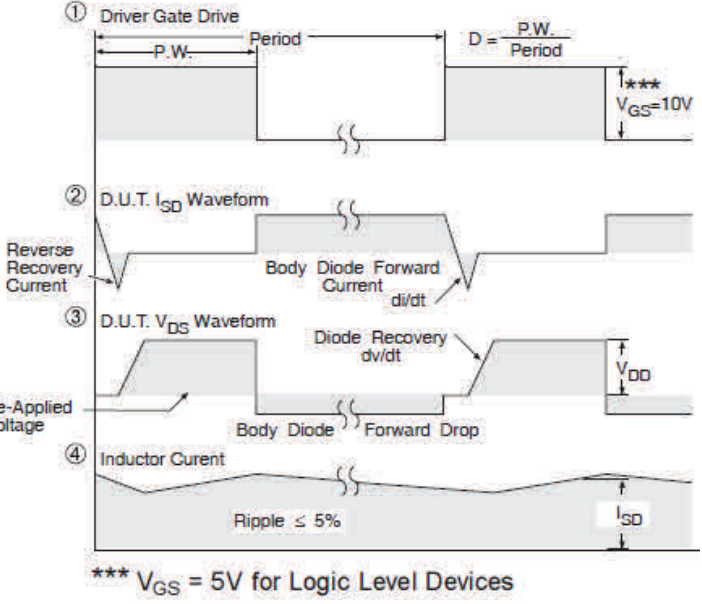 ① Driver Gate Drive
Period
P.W.
D = P.W.
Period
***
VGS=10V
② D.U.T. ISD Waveform
Reverse
Recovery
Current
Body Diode Forward
Current
di/dt
③ D.U.T. VDS Waveform
Diode Recovery
dv/dt
VDD
e-Applied
oltage
Body Diode Forward Drop
④ Inductor Curent
Ripple ≤ 5%
ISD
*** VGS = 5V for Logic Level Devices